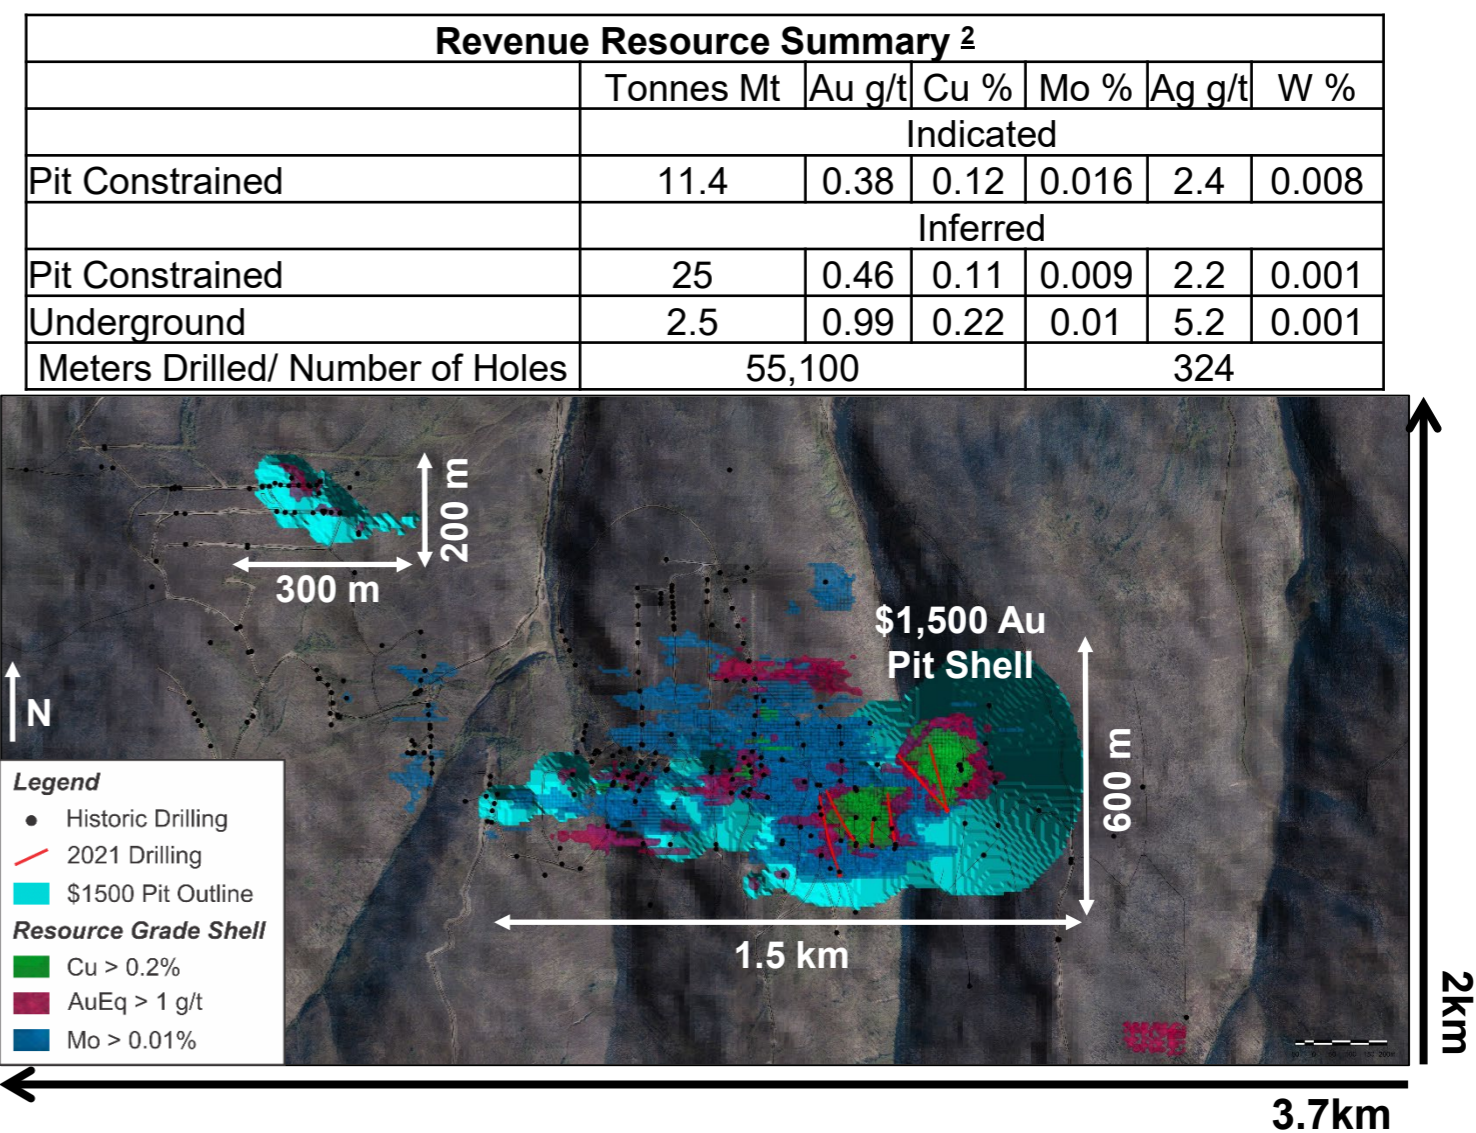 Revenue Resource Summary 2
Tonnes Mt Au g/t Cu % Mo % Ag g/t W %
Indicated
Pit Constrained 11.4 0.38 0.12 0.016 2.4 0.008
Inferred
Pit Constrained 25 0.46 0.11 0.009 2.2 0.001
Underground 2.5 0.99 0.22 0.01 5.2 0.001
Meters Drilled/ Number of Holes 55,100 324
200 m
300 m
$1,500 Au
Pit Shell
N
600 m
1.5 km
Legend
Historic Drilling
2021 Drilling
$1500 Pit Outline
Resource Grade Shell
Cu > 0.2%
AuEq > 1 g/t
Mo > 0.01%
2km
3.7km